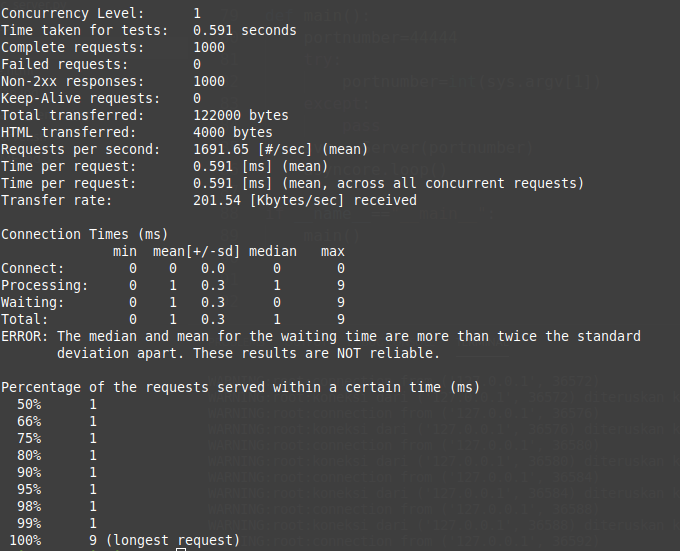 Concurrency Level:      1
Time taken for tests:   0.591 seconds
Complete requests:      1000
Failed requests:        0
Non-2xx responses:      1000
Keep-Alive requests:    0
Total transferred:      122000 bytes
HTML transferred:       4000 bytes
Requests per second:    1691.65 [#/sec] (mean)
Time per request:       0.591 [ms] (mean)
Time per request:       0.591 [ms] (mean, across all concurrent requests)
Transfer rate:          201.54 [Kbytes/sec] received

Connection Times (ms)
              min  mean[+/-sd] median   max
Connect:        0    0   0.0      0       0
Processing:     0    1   0.3      1       9
Waiting:        0    1   0.3      0       9
Total:          0    1   0.3      1       9
ERROR: The median and mean for the waiting time are more than twice the standard
       deviation apart. These results are NOT reliable.

Percentage of the requests served within a certain time (ms)
  50%      1
  66%      1
  75%      1
  80%      1
  90%      1
  95%      1
  98%      1
  99%      1
 100%      9 (longest request)